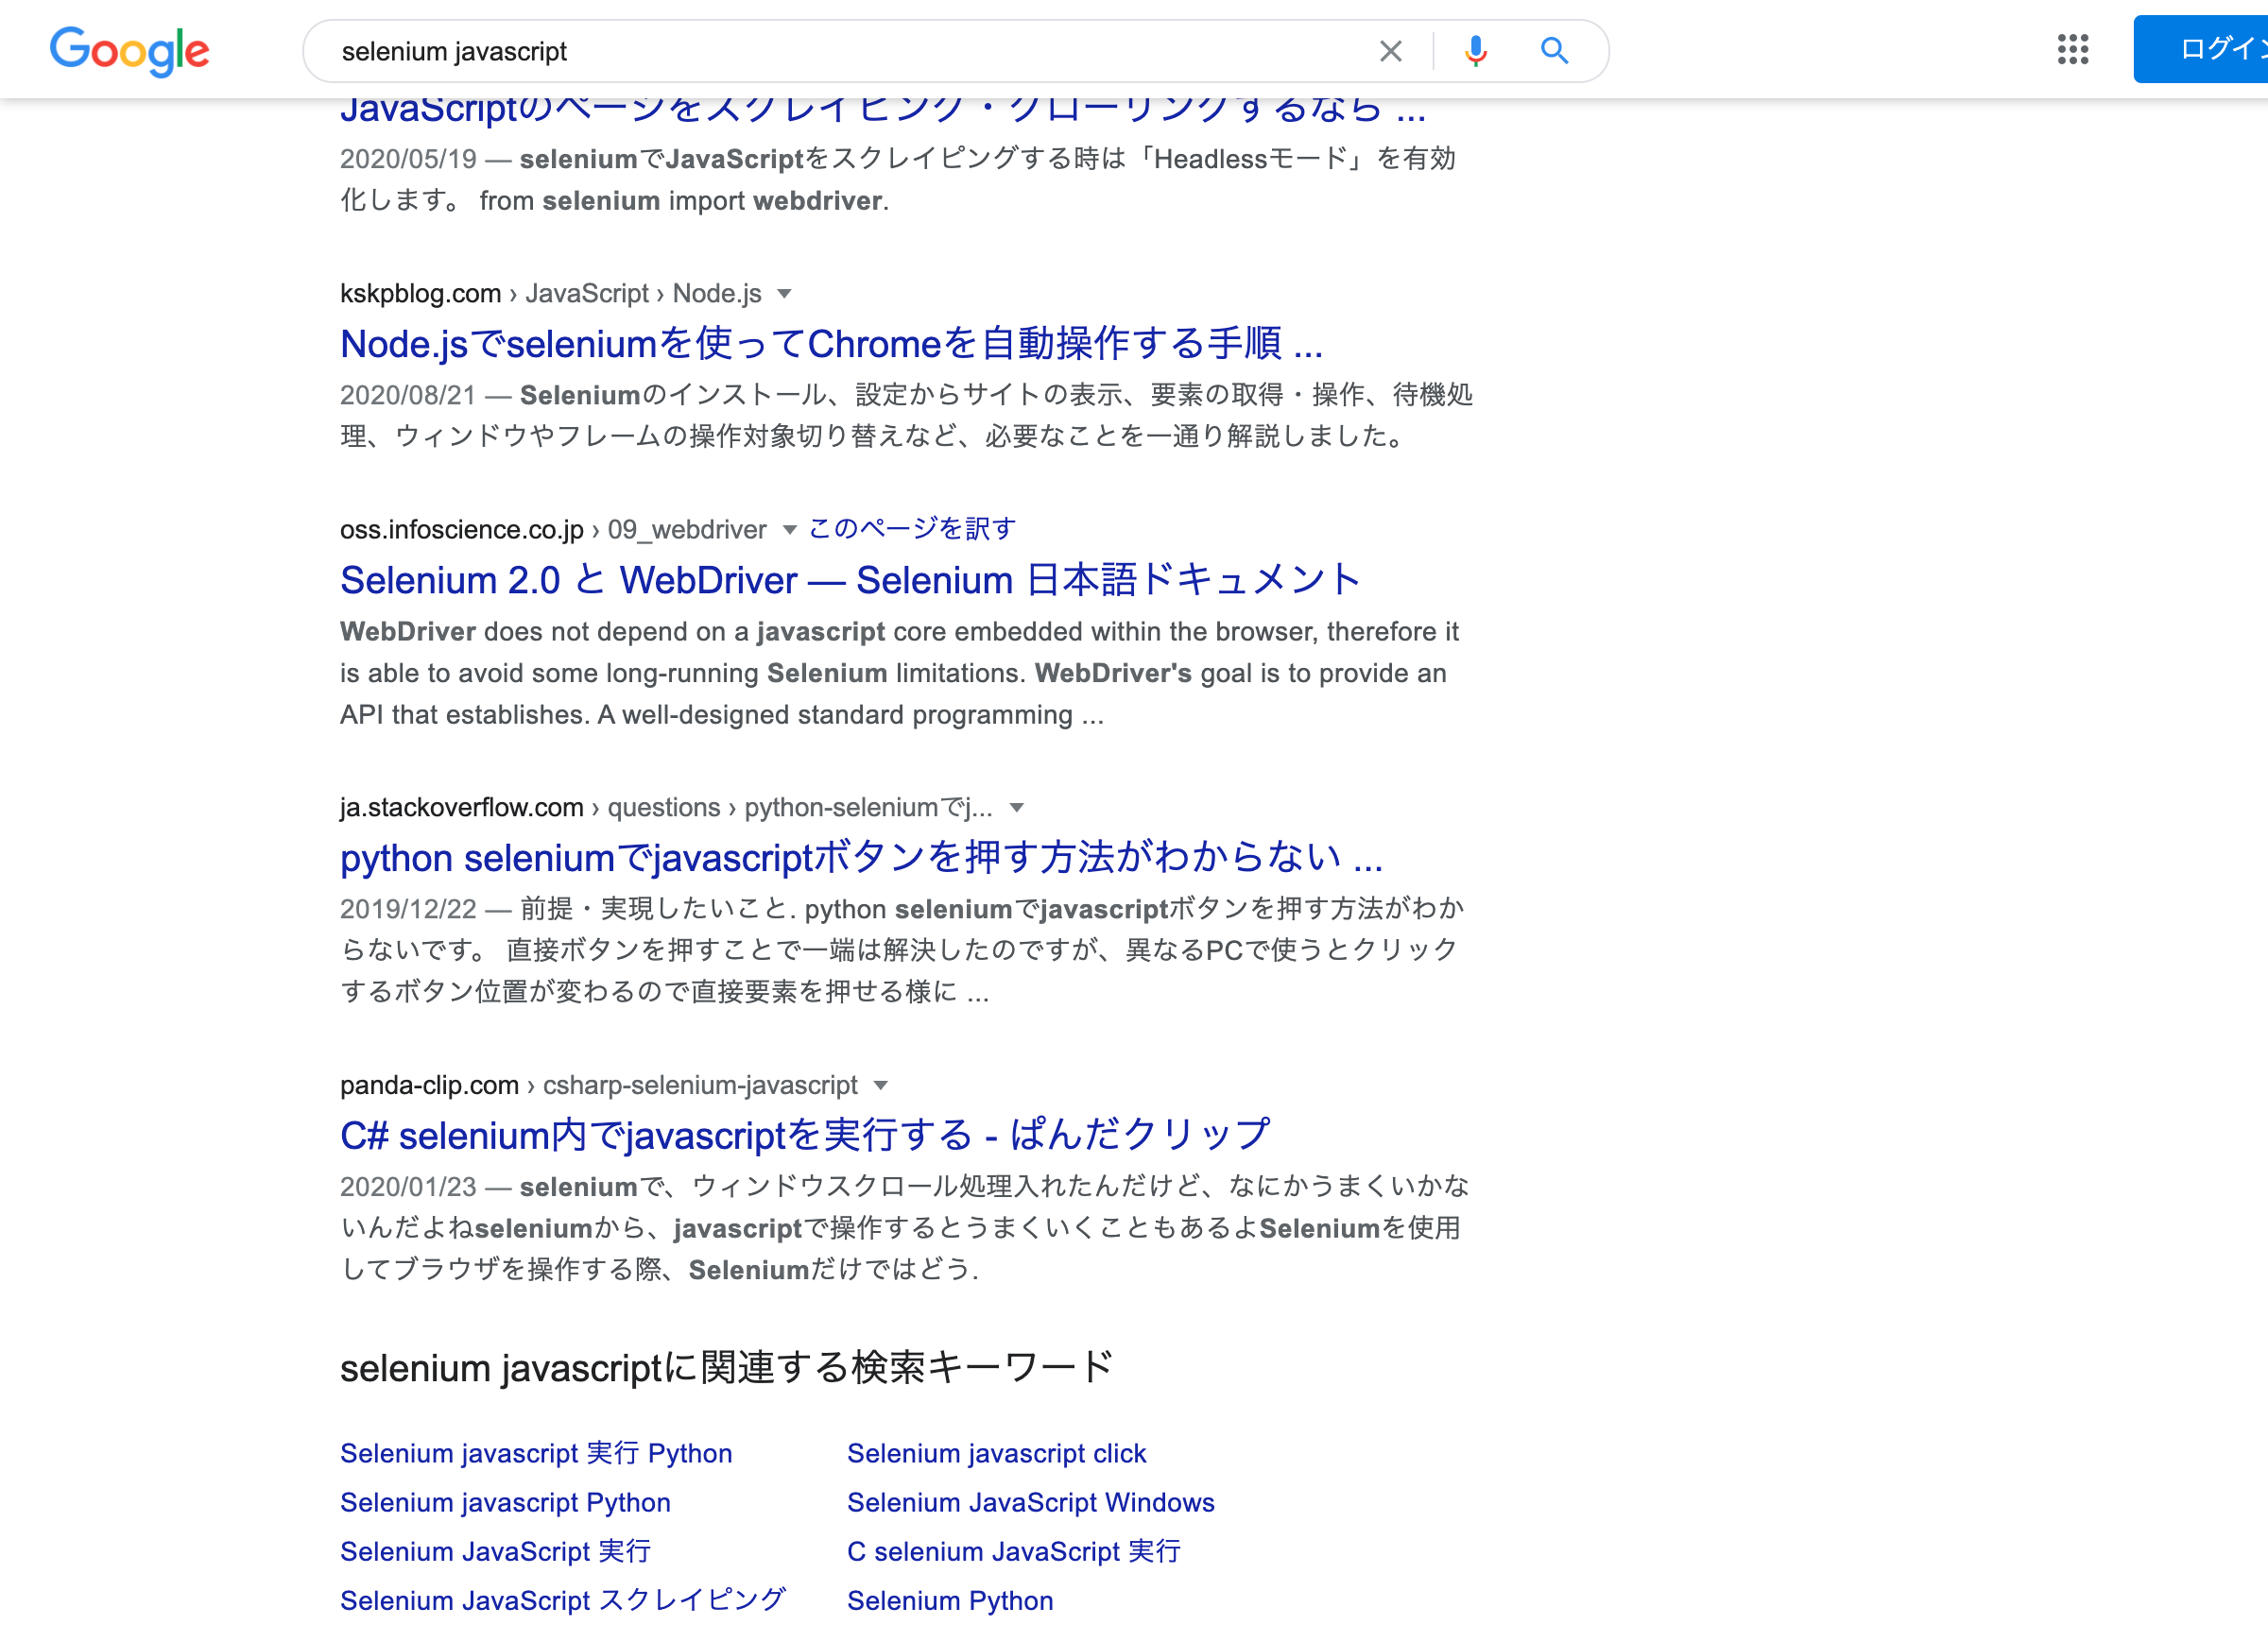 Google
selenium javascript
ログイン
JavaScriptのページをスクレイピング・クローリングするなら ...
2020/05/19 — seleniumでJavaScriptをスクレイピングする時は「Headlessモード」を有効
化します。 from selenium import webdriver.
kskpblog.com › JavaScript › Node.js
Node.jsでseleniumを使ってChromeを自動操作する手順 ...
2020/08/21 — Seleniumのインストール、設定からサイトの表示、要素の取得・操作、待機処
理、ウィンドウやフレームの操作対象切り替えなど、必要なことを一通り解説しました。
oss.infoscience.co.jp › 09_webdriver このページを訳す
Selenium 2.0 と WebDriver — Selenium 日本語ドキュメント
WebDriver does not depend on a javascript core embedded within the browser, therefore it
is able to avoid some long-running Selenium limitations. WebDriver's goal is to provide an
API that establishes. A well-designed standard programming ...
ja.stackoverflow.com › questions › python-seleniumでj...
python seleniumでjavascriptボタンを押す方法がわからない ...
2019/12/22 — 前提・実現したいこと. python seleniumでjavascriptボタンを押す方法がわか
らないです。 直接ボタンを押すことで一端は解決したのですが、異なるPCで使うとクリック
するボタン位置が変わるので直接要素を押せる様に ...
panda-clip.com › csharp-selenium-javascript
C# selenium内でjavascriptを実行する - ぱんだクリップ
2020/01/23 — seleniumで、ウィンドウスクロール処理入れたんだけど、なにかうまくいかな
いんだよねseleniumから、javascriptで操作するとうまくいくこともあるよSeleniumを使用
してブラウザを操作する際、Seleniumだけではどう.
selenium javascriptに関連する検索キーワード
Selenium javascript 実行 Python
Selenium javascript click
Selenium javascript Python
Selenium JavaScript Windows
Selenium JavaScript 実行
C selenium JavaScript 実行
Selenium JavaScript スクレイピング
Selenium Python